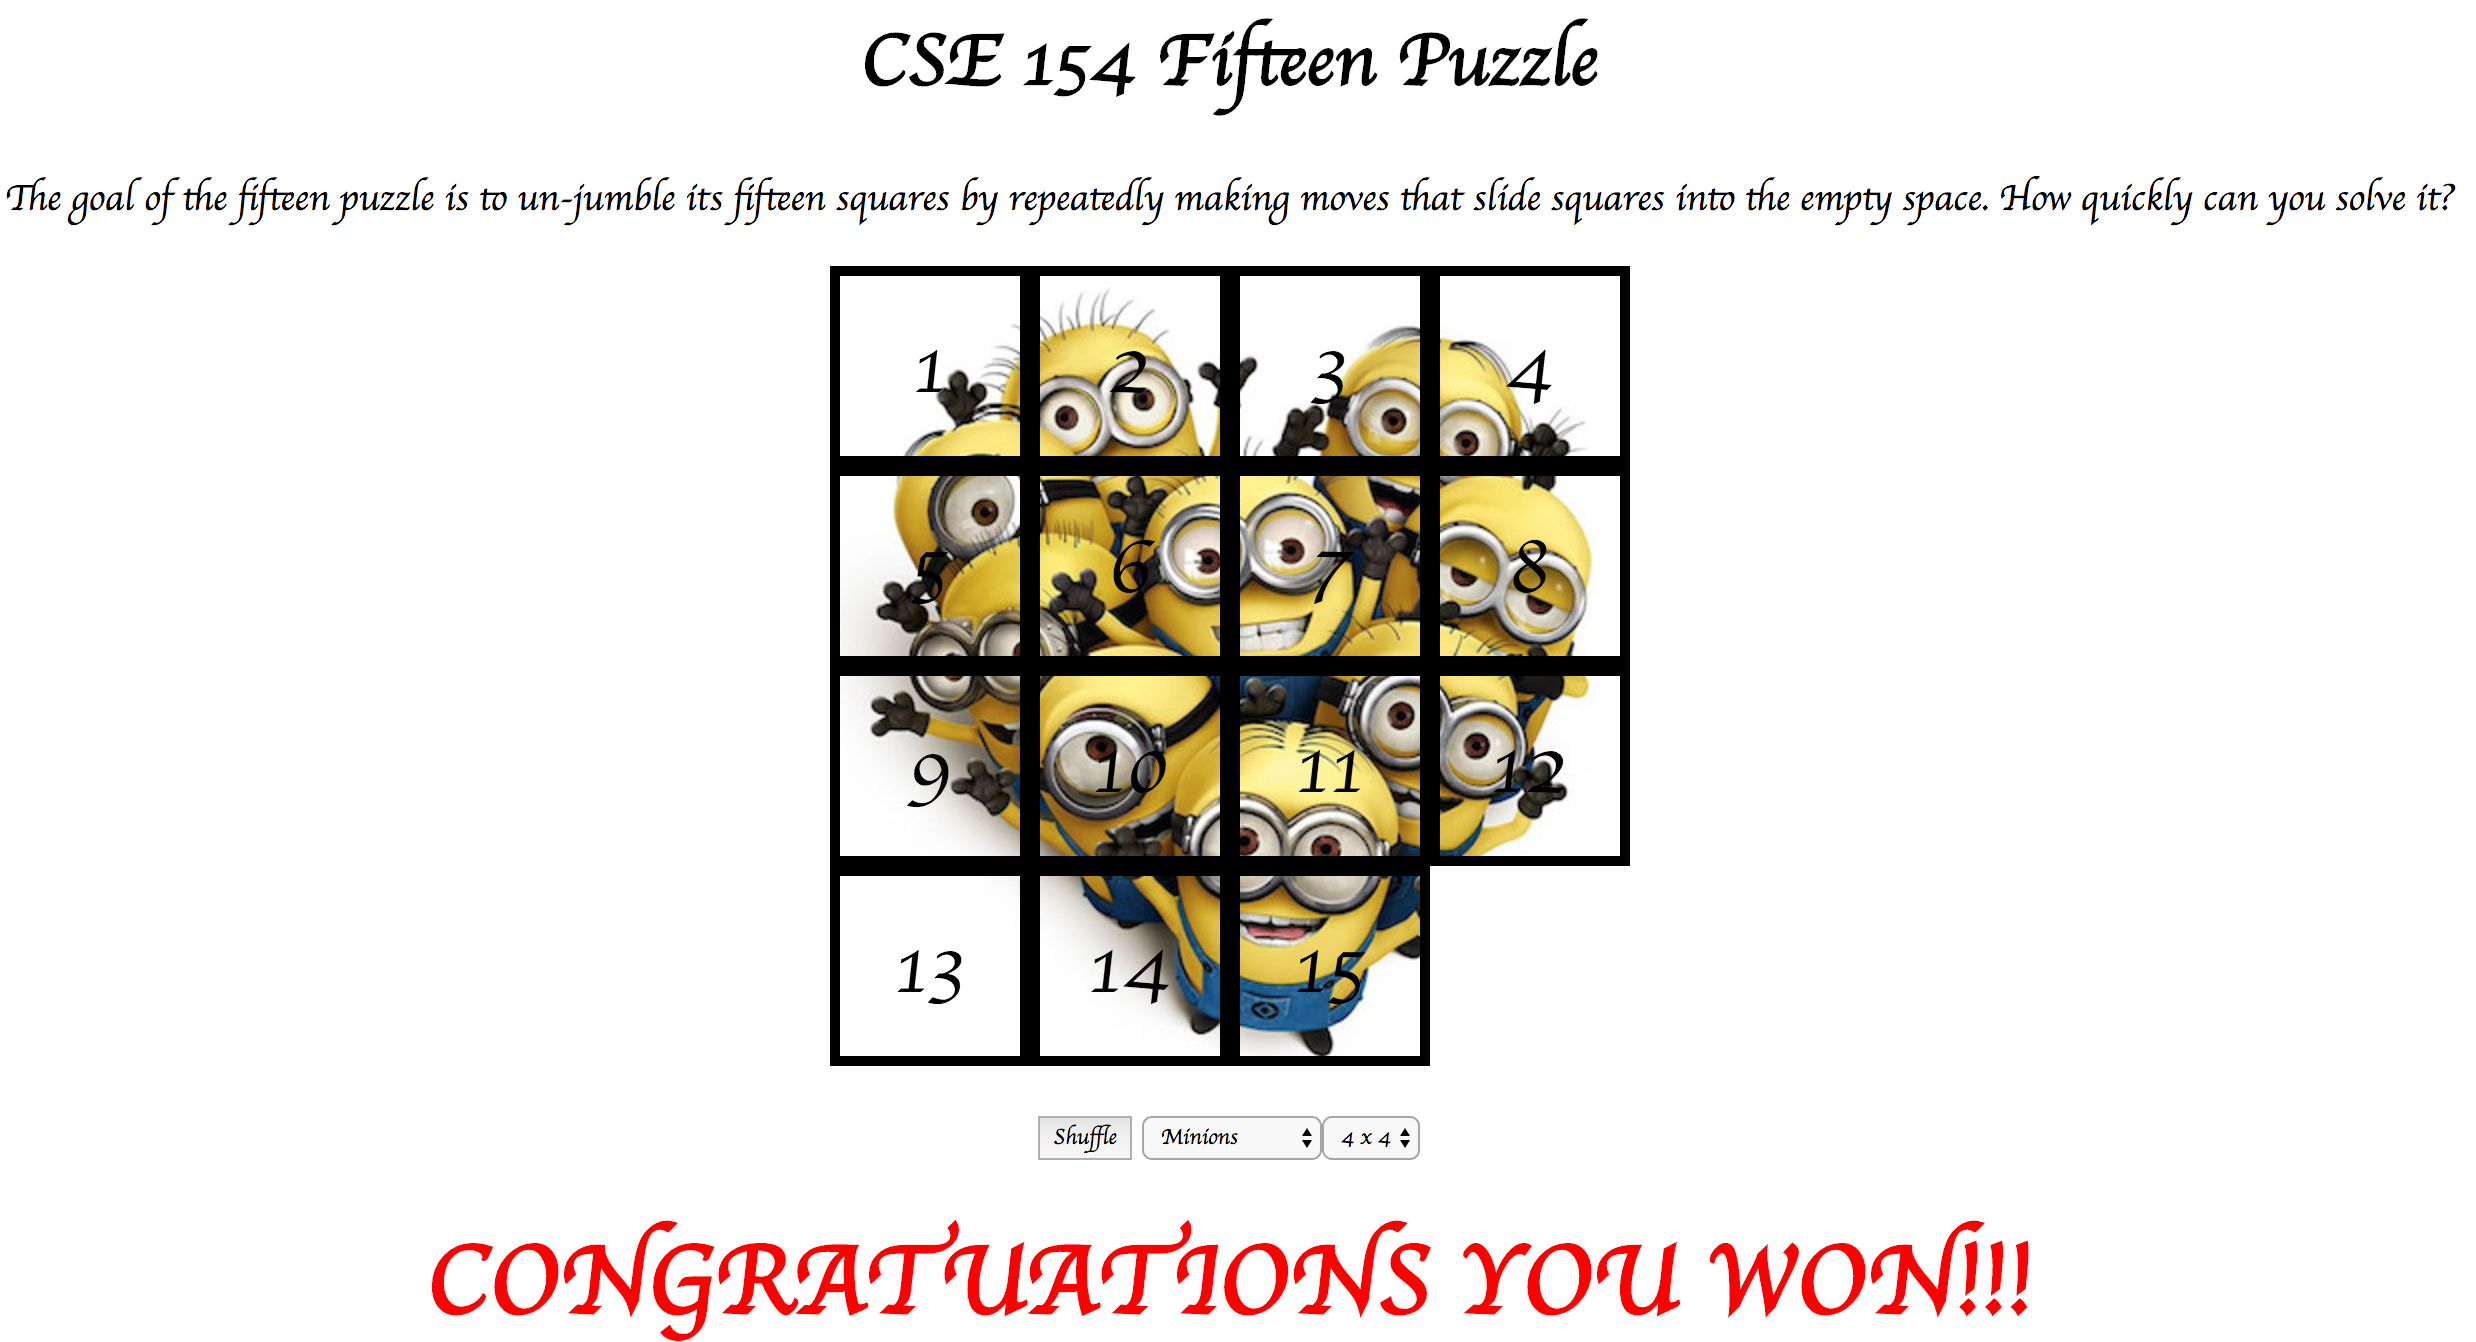 CSE 154 Fifteen Puzzle
The goal of the fifteen puzzle is to un-jumble its fifteen squares by repeatedly making moves that slide squares into the empty space. How quickly can you solve it?
1 2 3 4
5 6 7 8
9 10 11 12
13 14 15
Shuffle Minions 4 x 4
CONGRATUATIONS YOU WON!!!